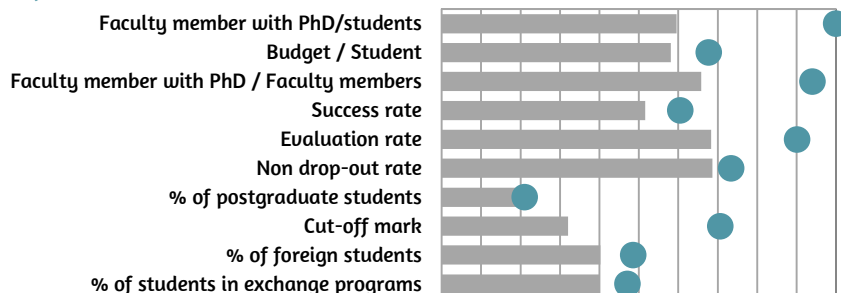 Faculty member with PhD/students
Budget / Student
Faculty member with PhD / Faculty members
Success rate
Evaluation rate
Non drop-out rate
% of postgraduate students
Cut-off mark
% of foreign students
% of students in exchange programs